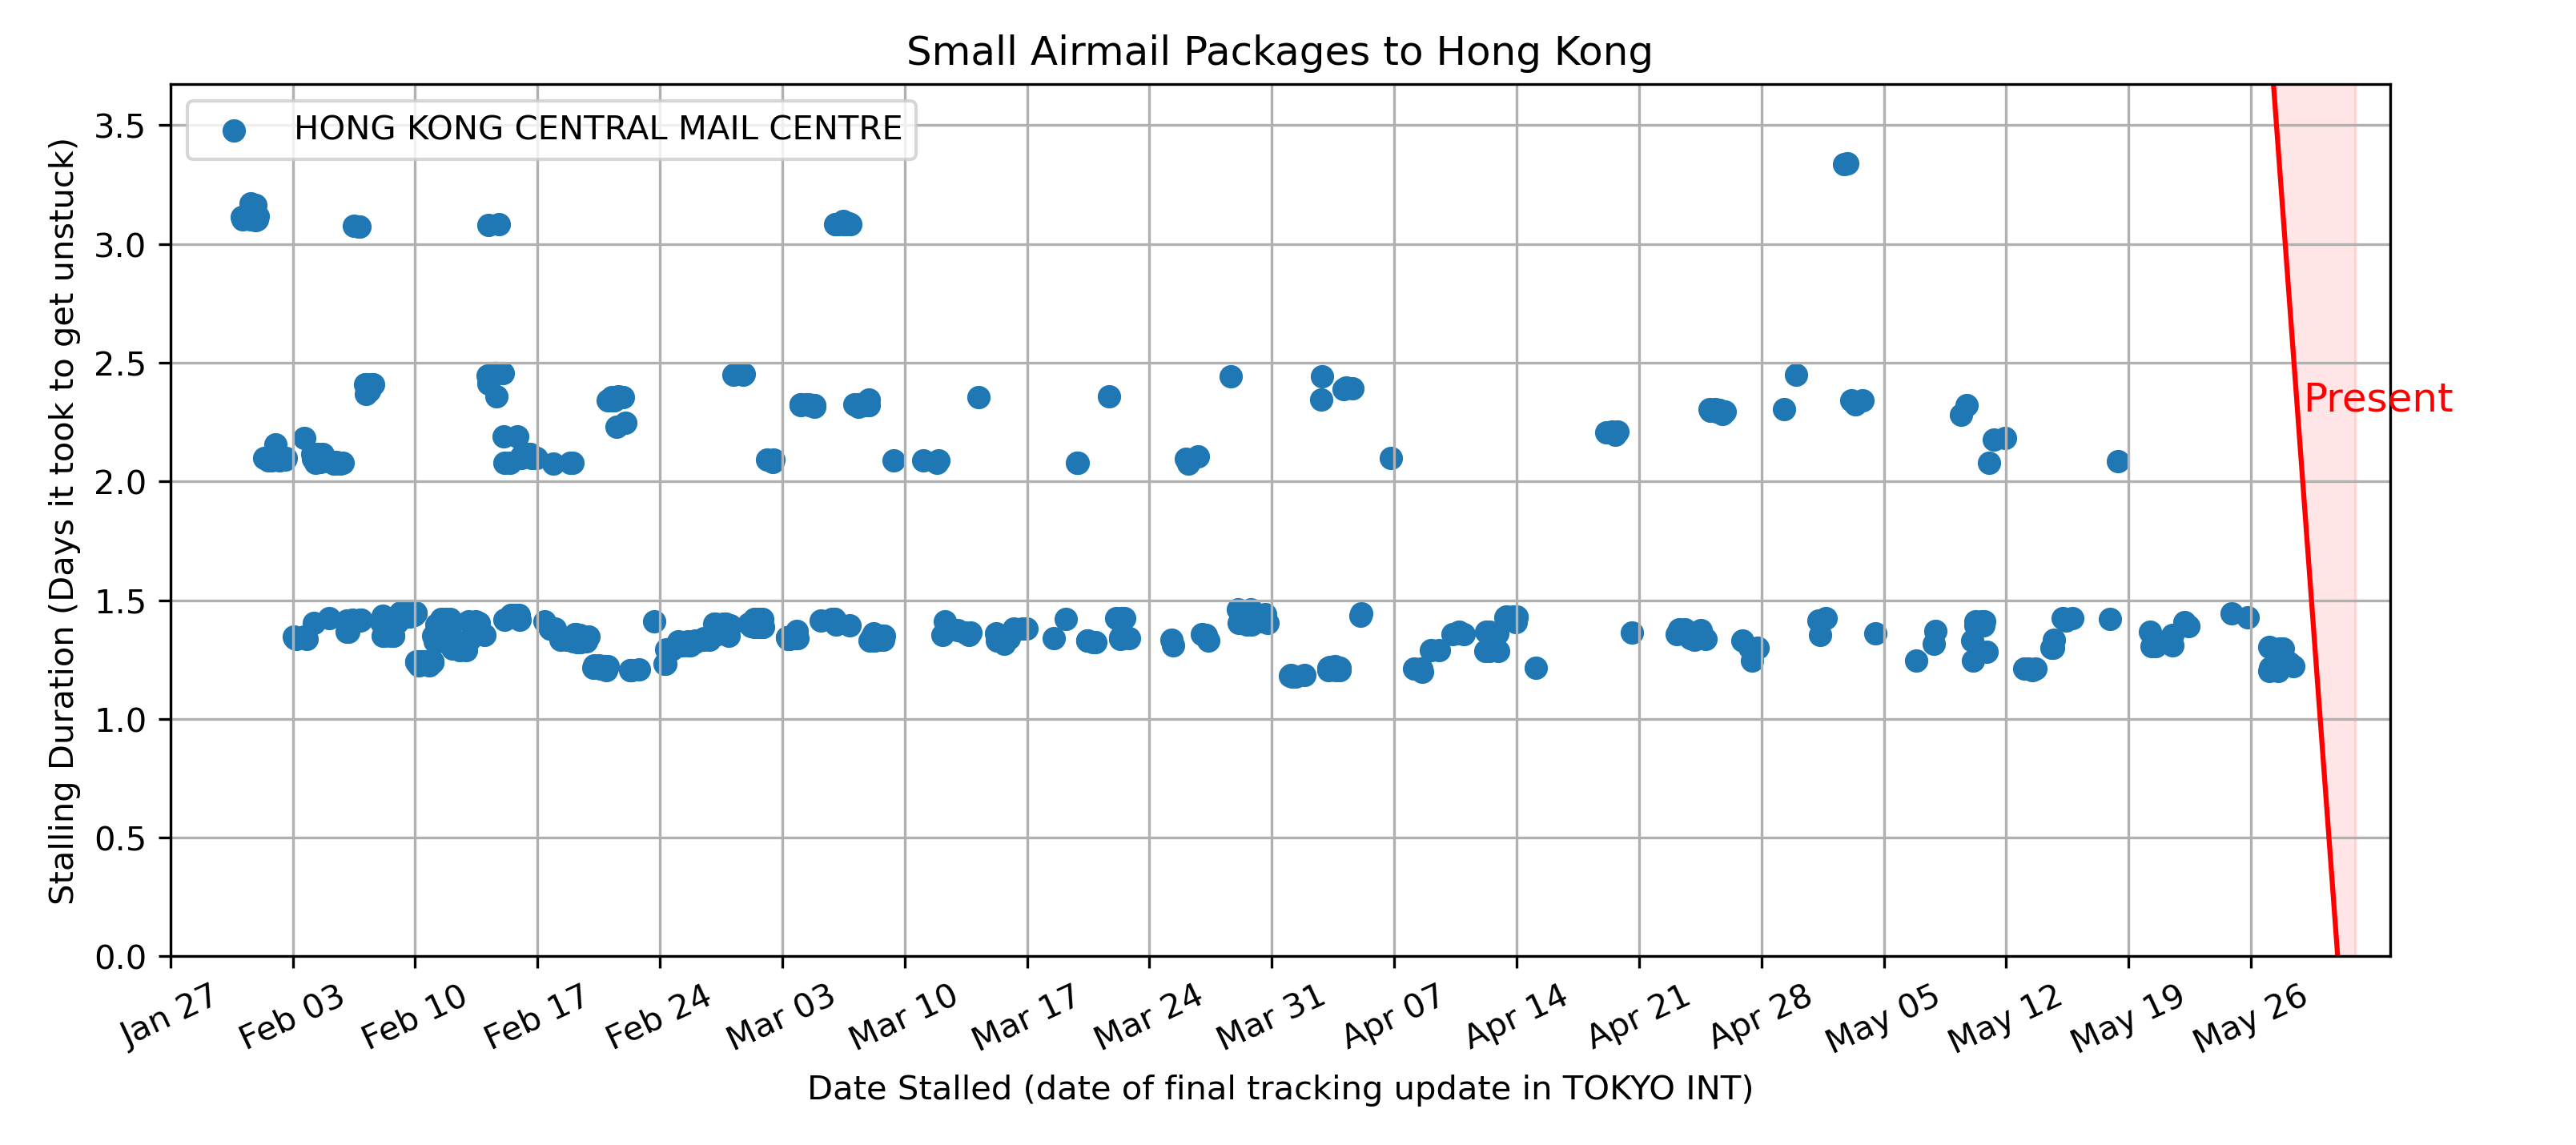 Small Airmail Packages to Hong Kong
HONG KONG CENTRAL MAIL CENTRE
Stalling Duration (Days it took to get unstuck)
3.5
3.0
2.5
2.0
1.5
1.0
0.5
0.0
Present
Jan 27
Feb 03
Feb 10
Feb 17
Feb 24
Mar 03
Mar 10
Mar 17
Mar 24
Mar 31
Apr 07
Apr 14
Apr 21
Apr 28
May 05
May 12
May 19
May 26
Date Stalled (date of final tracking update in TOKYO INT)